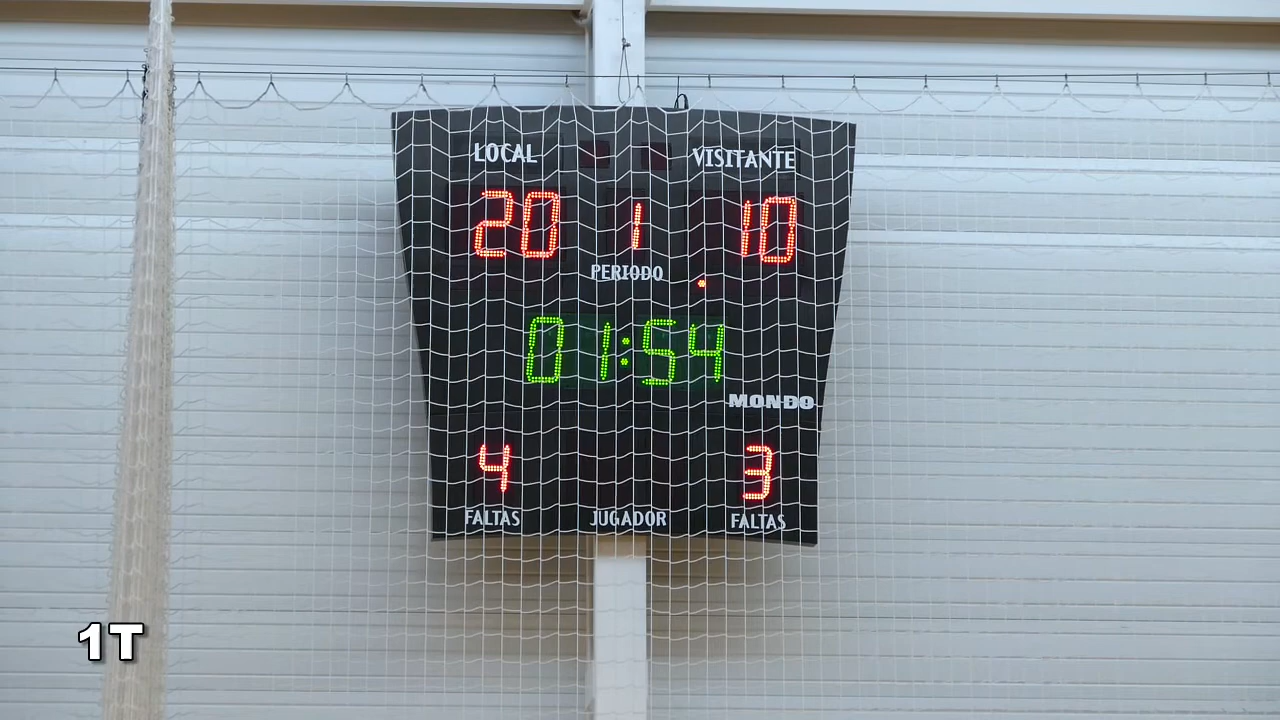 LOCAL VISITANTE
20 1 10
PERIODO
01:54
MONDO
4 3
FALTAS JUGADOR FALTAS
1T